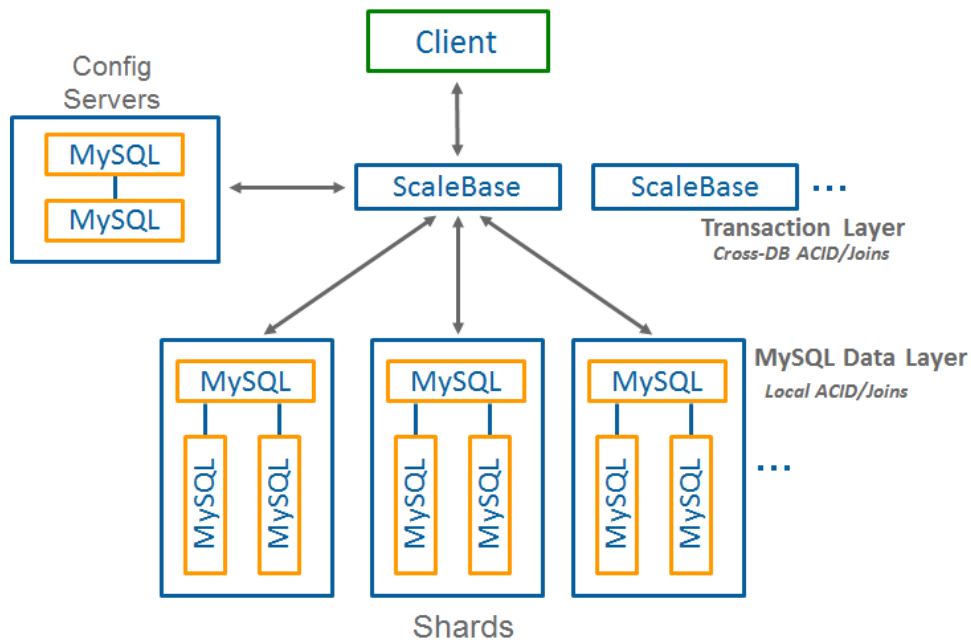 Client
Config
Servers
MySQL
MySQL
ScaleBase
ScaleBase
...
Transaction Layer
Cross-DB ACID/Joins
MySQL
MySQL
MySQL
MySQL Data Layer
Local ACID/Joins
MySQL
MySQL
MySQL
MySQL
MySQL
MySQL
...
Shards